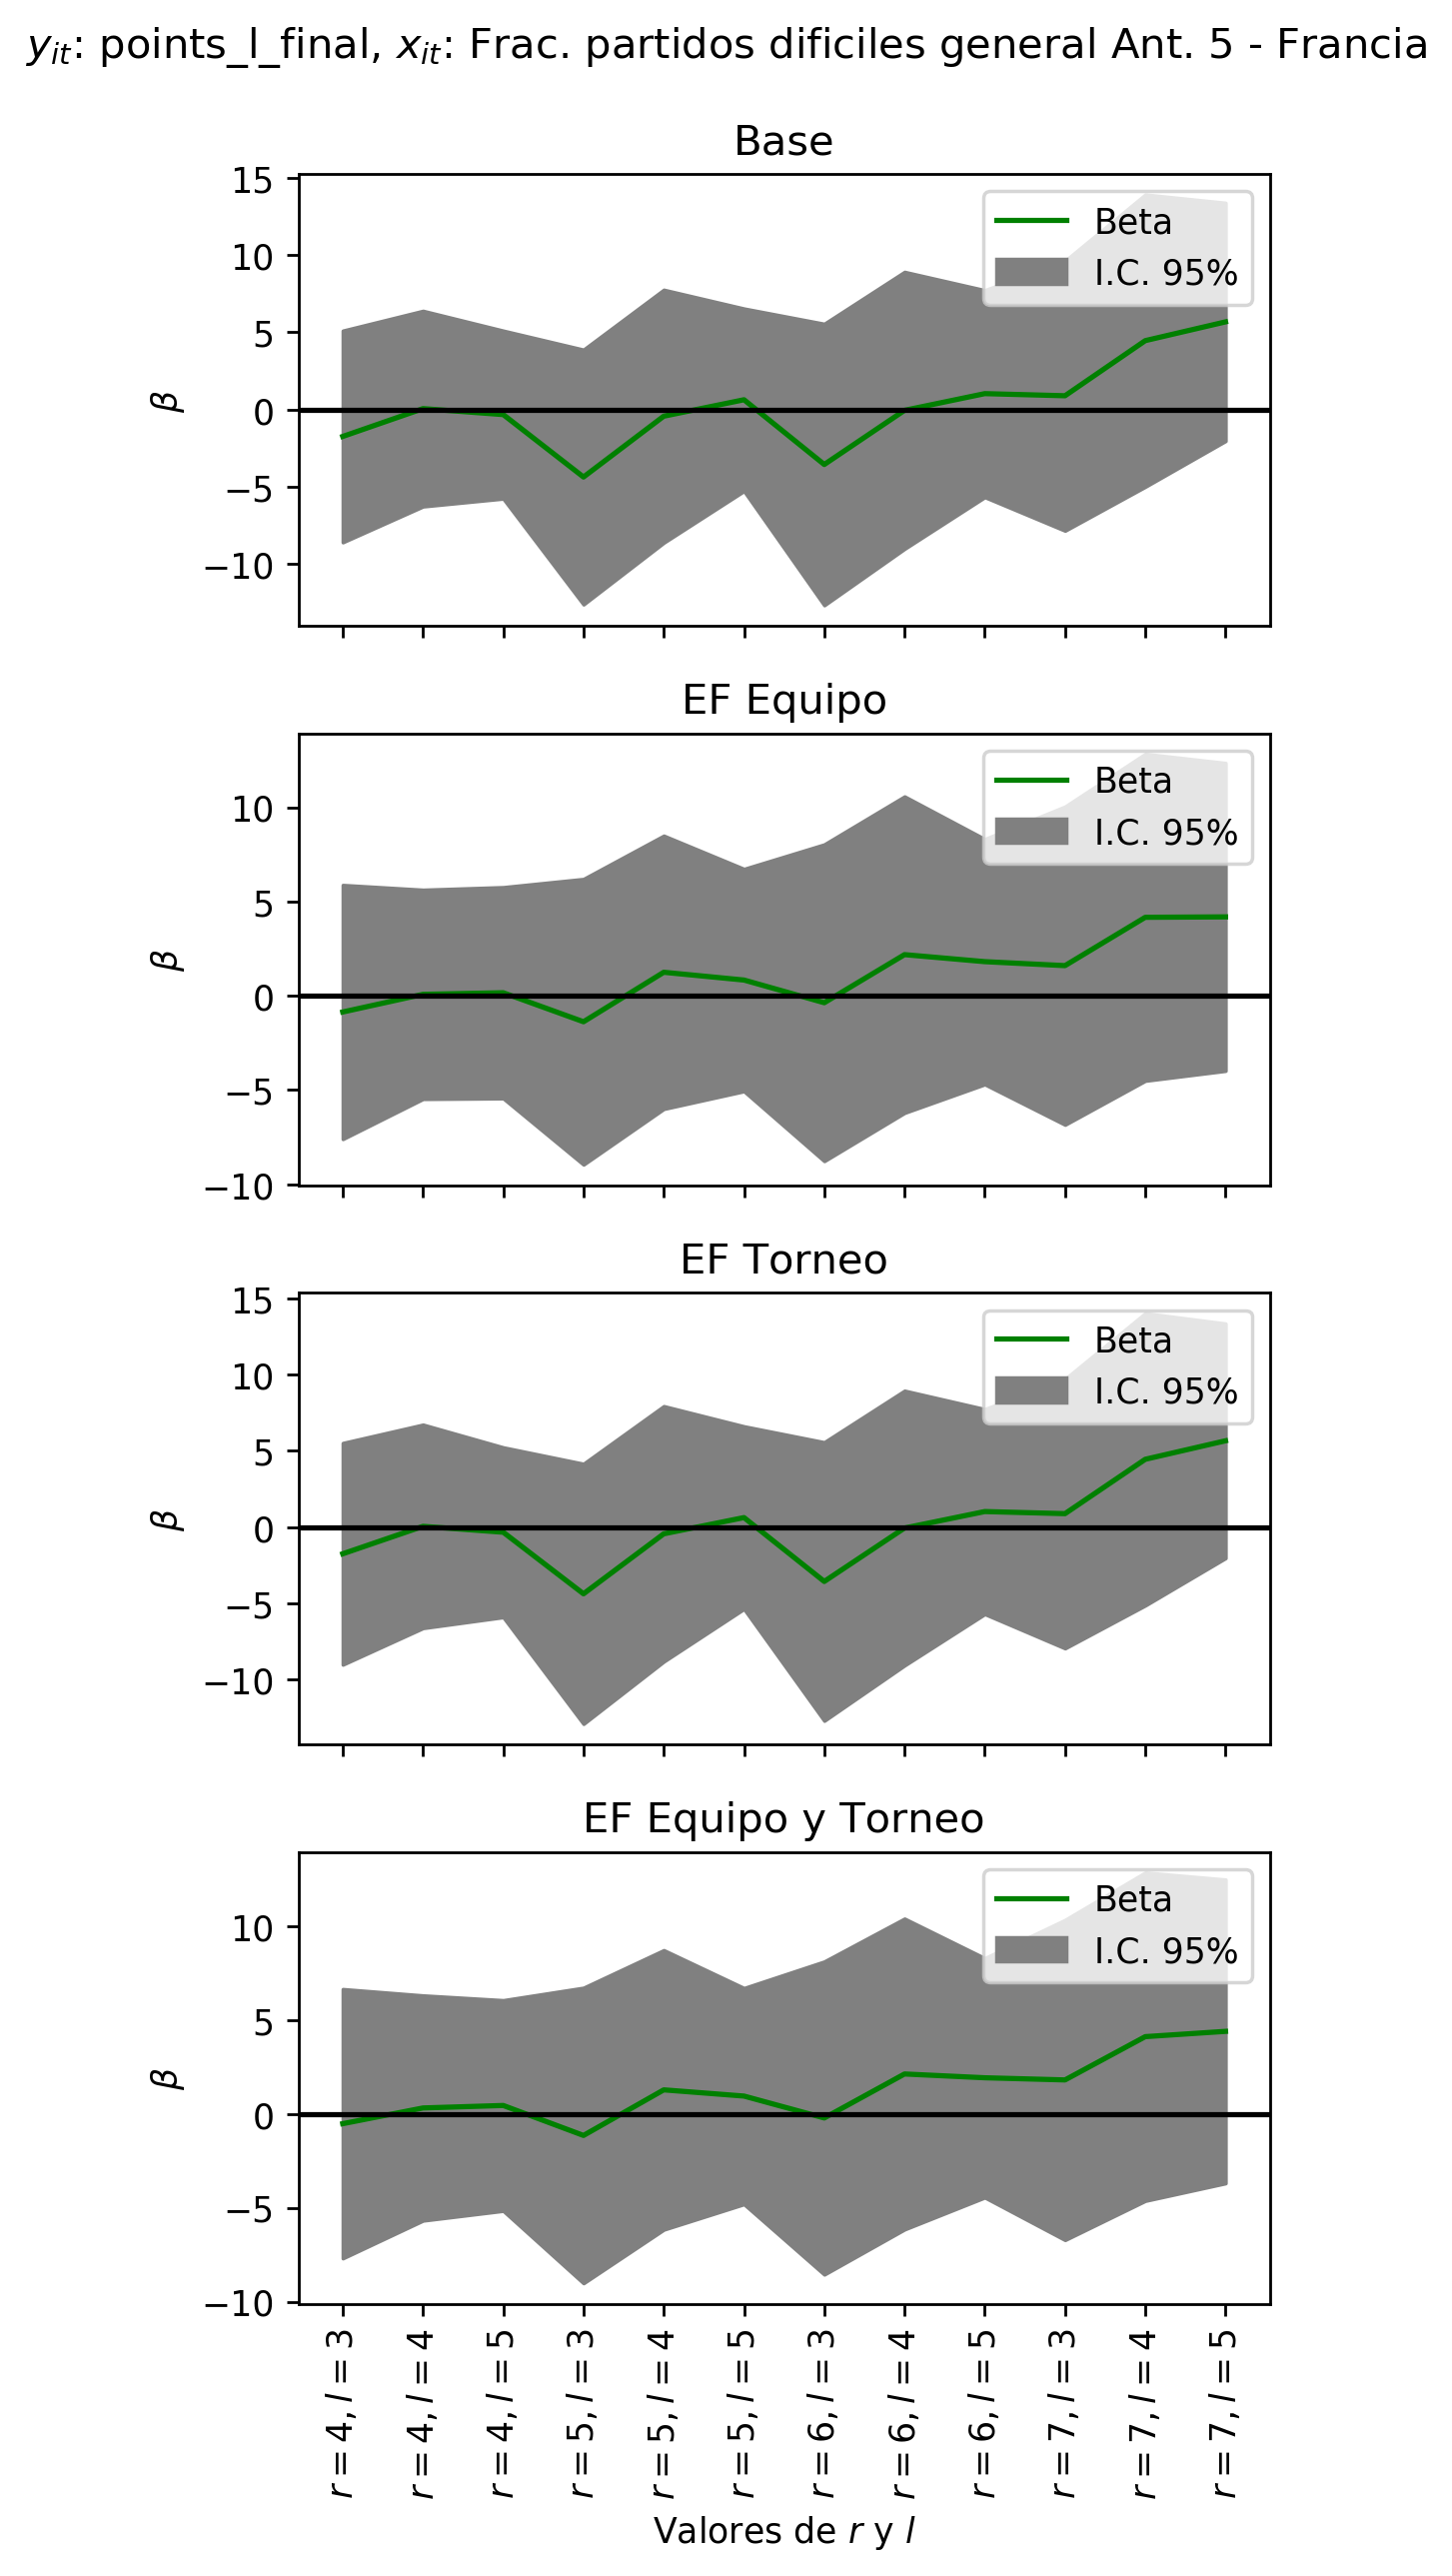 y_it: points_l_final, x_it: Frac. partidos dificiles general Ant. 5 - Francia
Base
15
10
5
0
−5
−10
β
Beta
I.C. 95%
EF Equipo
10
5
0
−5
−10
β
Beta
I.C. 95%
EF Torneo
15
10
5
0
−5
−10
β
Beta
I.C. 95%
EF Equipo y Torneo
10
5
0
−5
−10
β
Beta
I.C. 95%
r = 4, l = 3
r = 4, l = 4
r = 4, l = 5
r = 5, l = 3
r = 5, l = 4
r = 5, l = 5
r = 6, l = 3
r = 6, l = 4
r = 6, l = 5
r = 7, l = 3
r = 7, l = 4
r = 7, l = 5
Valores de r y l